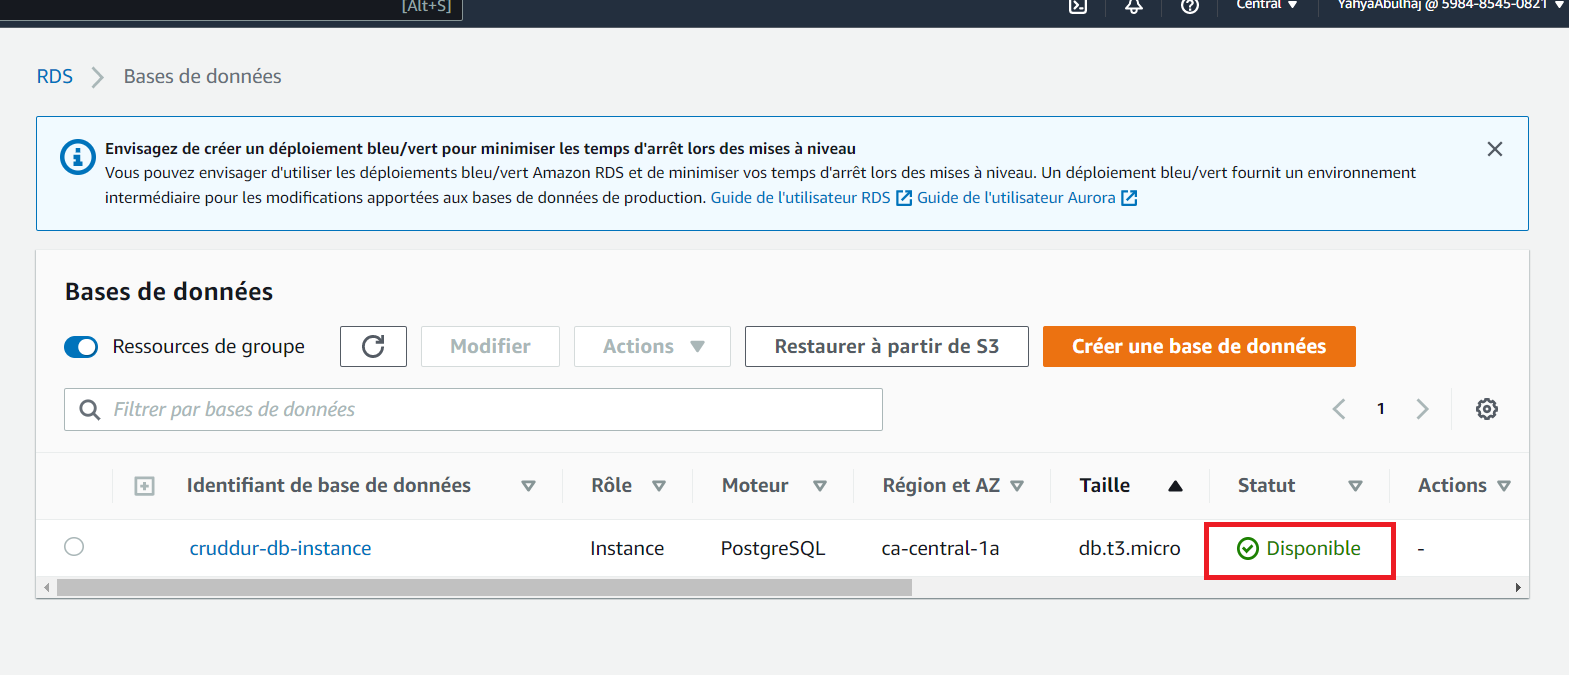 [Alt+S]
Central
YahyaAbulhaj @ 5984-8545-0821
RDS
Bases de données
Envisagez de créer un déploiement bleu/vert pour minimiser les temps d'arrêt lors des mises à niveau
Vous pouvez envisager d'utiliser les déploiements bleu/vert Amazon RDS et de minimiser vos temps d'arrêt lors des mises à niveau. Un déploiement bleu/vert fournit un environnement
intermédiaire pour les modifications apportées aux bases de données de production. Guide de l'utilisateur RDS Guide de l'utilisateur Aurora
Bases de données
Ressources de groupe
Modifier
Actions
Restaurer à partir de S3
Créer une base de données
Filtrer par bases de données
1
Identifiant de base de données
Rôle
Moteur
Région et AZ
Taille
Statut
Actions
cruddur-db-instance
Instance
PostgreSQL
ca-central-1a
db.t3.micro
Disponible
-